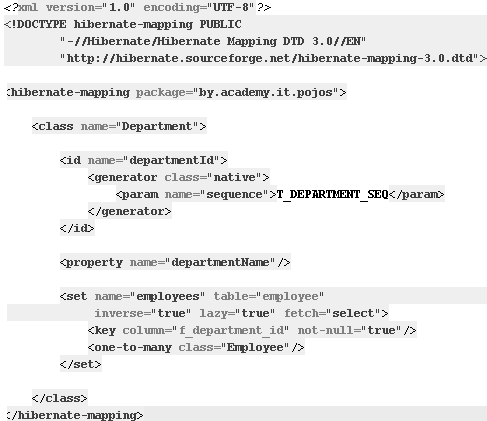 <?xml version="1.0" encoding="UTF-8"?>
<!DOCTYPE hibernate-mapping PUBLIC
"-//Hibernate/Hibernate Mapping DTD 3.0//EN"
"http://hibernate.sourceforge.net/hibernate-mapping-3.0.dtd">
<hibernate-mapping package="by.academy.it.pojos">
<class name="Department">
<id name="departmentId">
<generator class="native">
<param name="sequence">T_DEPARTMENT_SEQ</param>
</generator>
</id>
<property name="departmentName"/>
<set name="employees" table="employee"
inverse="true" lazy="true" fetch="select">
<key column="f_department_id" not-null="true"/>
<one-to-many class="Employee"/>
</set>
</class>
</hibernate-mapping>